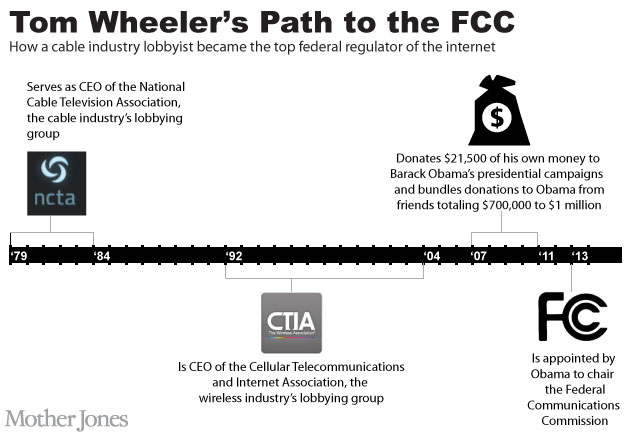 Tom Wheeler's Path to the FCC
How a cable industry lobbyist became the top federal regulator of the internet
Serves as CEO of the National
Cable Television Association,
the cable industry's lobbying
group
ncta
$
Donates $21,500 of his own money to
Barack Obama's presidential campaigns
and bundles donations to Obama from
friends totaling $700,000 to $1 million
'79 '84 '92 '04 '07 '11 '13
CTIA
The Wireless Association
Is CEO of the Cellular Telecommunications
and Internet Association, the
wireless industry's lobbying group
FCC
Is appointed by
Obama to chair
the Federal
Communications
Commission
Mother Jones